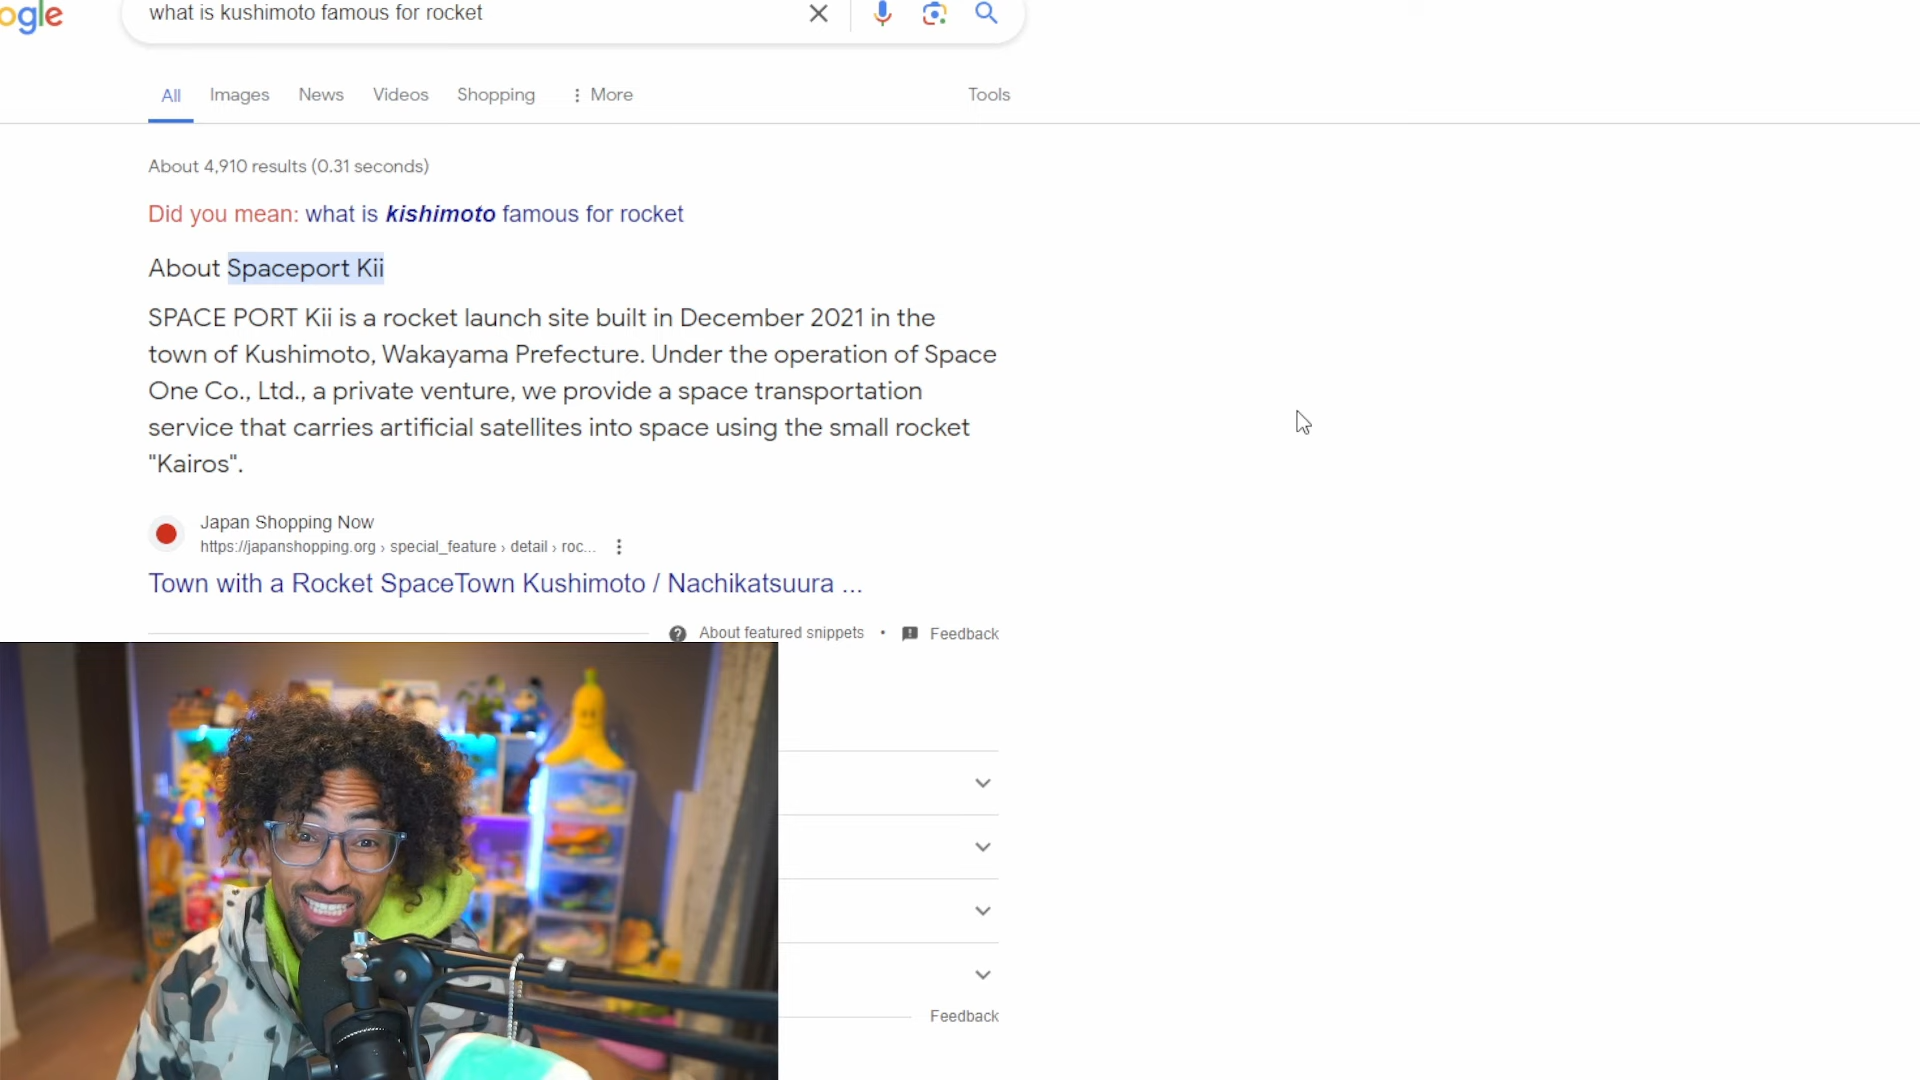 ogle
what is kushimoto famous for rocket
All Images News Videos Shopping More Tools
About 4,910 results (0.31 seconds)
Did you mean: what is kishimoto famous for rocket
About Spaceport Kii
SPACE PORT Kii is a rocket launch site built in December 2021 in the
town of Kushimoto, Wakayama Prefecture. Under the operation of Space
One Co., Ltd., a private venture, we provide a space transportation
service that carries artificial satellites into space using the small rocket
"Kairos".
Japan Shopping Now
https://japanshopping.org › special_feature › detail › roc...
Town with a Rocket SpaceTown Kushimoto / Nachikatsuura ...
About featured snippets • Feedback
Feedback